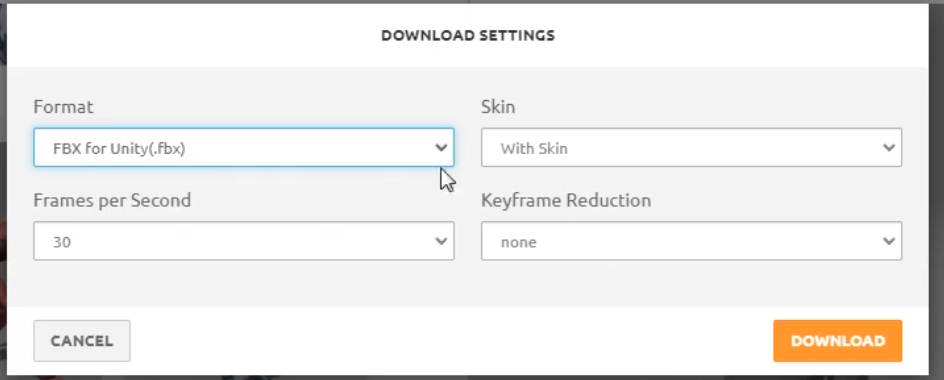 DOWNLOAD SETTINGS
Format
Skin
FBX for Unity(.fbx)
With Skin
Frames per Second
Keyframe Reduction
30
none
CANCEL
DOWNLOAD